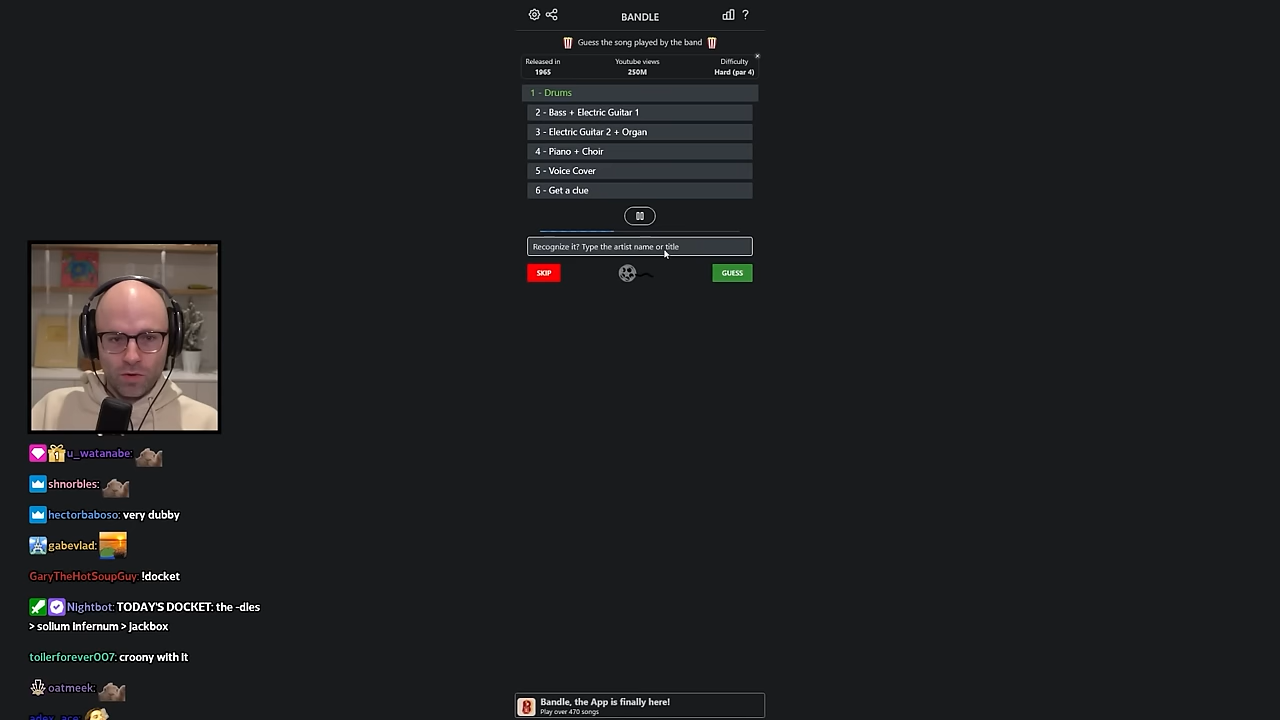 BANDLE
?
Guess the song played by the band
Released in
1965
Youtube views
250M
Difficulty
Hard (par 4)
x
1 - Drums
2 - Bass + Electric Guitar 1
3 - Electric Guitar 2 + Organ
4 - Piano + Choir
5 - Voice Cover
6 - Get a clue
Recognize it? Type the artist name or title
SKIP
GUESS
u_watanabe:
shnorbles:
hectorbaboso: very dubby
gabevlad:
GaryTheHotSoupGuy: !docket
Nightbot: TODAY'S DOCKET: the -dles
> solium infernum > jackbox
toilerforever007: croony with it
oatmeek:
Bandle, the App is finally here!
Play over 470 songs